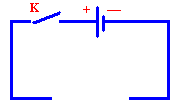 K + —